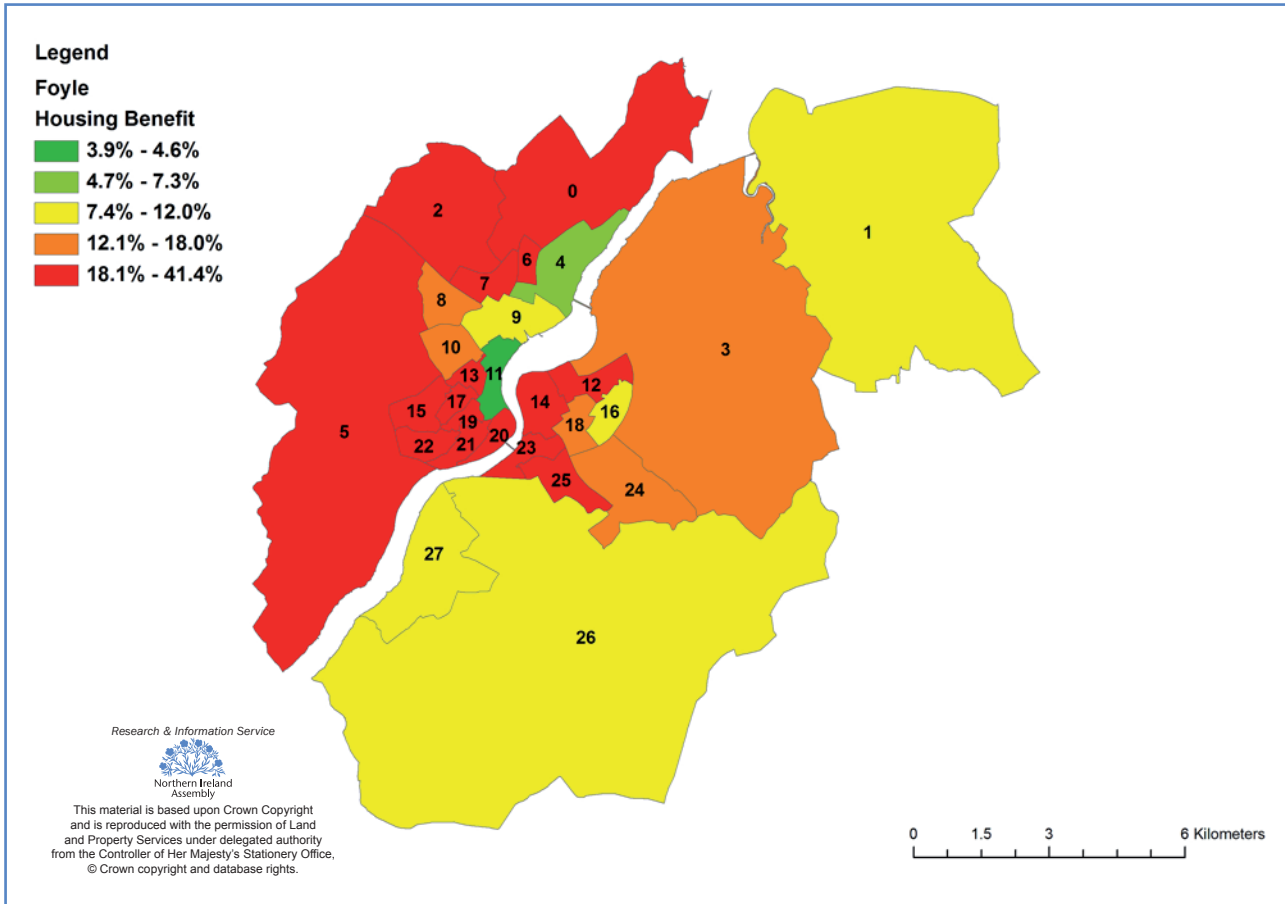 Legend
Foyle
Housing Benefit
3.9% - 4.6%
4.7% - 7.3%
7.4% - 12.0%
12.1% - 18.0%
18.1% - 41.4%
0
2
1
6
4
7
8
9
3
10
13
11
12
14
16
15
17
18
19
5
20
22
21
23
25
24
27
26
Research & Information Service
Northern Ireland
Assembly
This material is based upon Crown Copyright
and is reproduced with the permission of Land
and Property Services under delegated authority
from the Controller of Her Majesty's Stationery Office,
© Crown copyright and database rights.
0 1.5 3 6 Kilometers